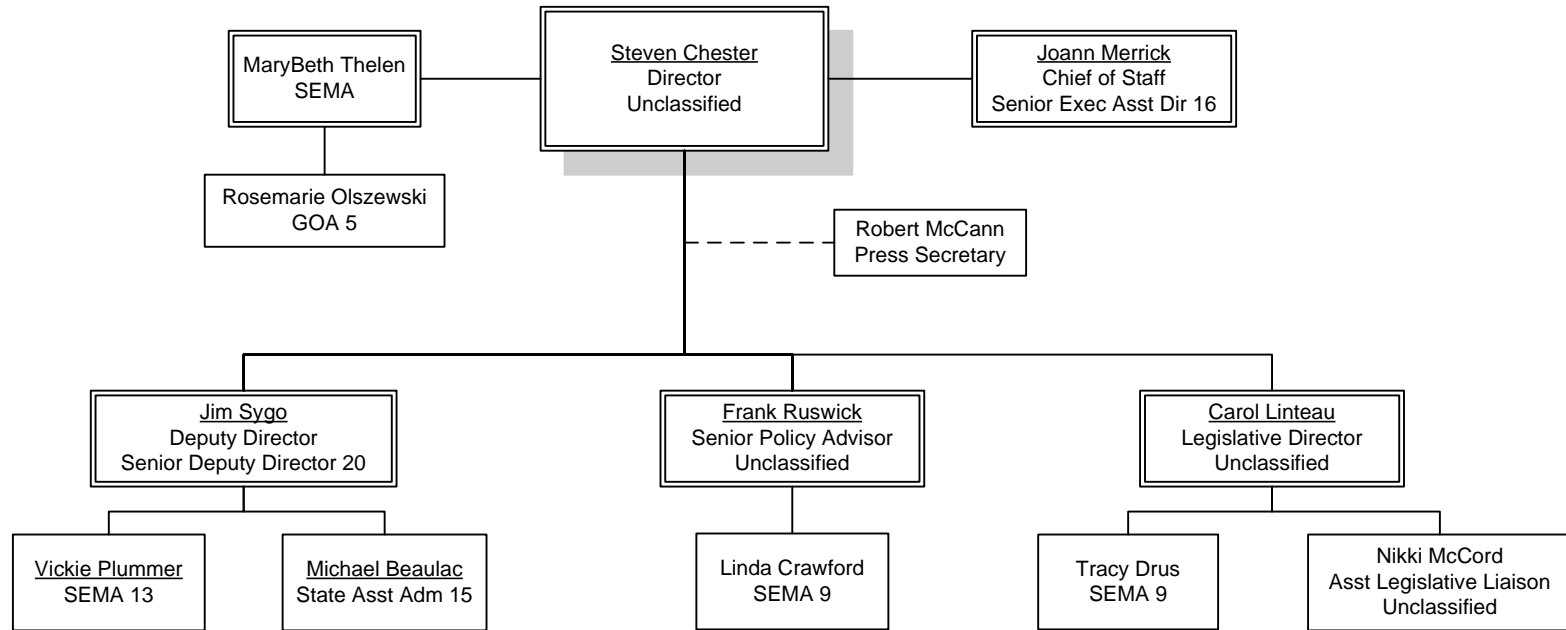 MaryBeth Thelen
SEMA
Steven Chester
Director
Unclassified
Joann Merrick
Chief of Staff
Senior Exec Asst Dir 16
Rosemarie Olszewski
GOA 5
Robert McCann
Press Secretary
Jim Sygo
Deputy Director
Senior Deputy Director 20
Frank Ruswick
Senior Policy Advisor
Unclassified
Carol Linteau
Legislative Director
Unclassified
Vickie Plummer
SEMA 13
Michael Beaulac
State Asst Adm 15
Linda Crawford
SEMA 9
Tracy Drus
SEMA 9
Nikki McCord
Asst Legislative Liaison
Unclassified